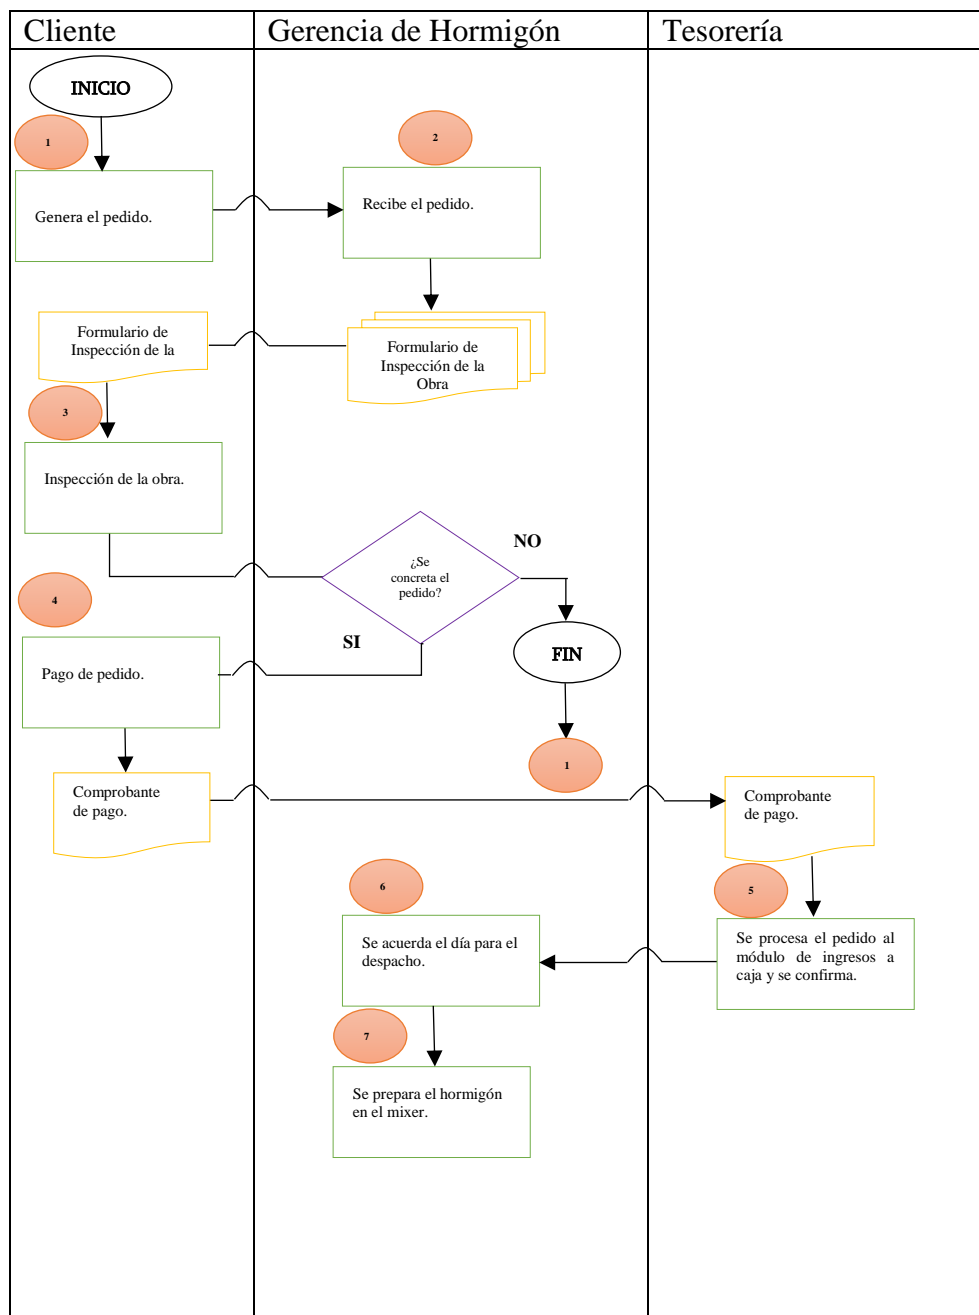 Cliente
Gerencia de Hormigón
Tesorería
INICIO
1
2
Genera el pedido.
Recibe el pedido.
Formulario de
Inspección de la
Formulario de
Inspección de la
Obra
3
Inspección de la obra.
¿Se
concreta el
pedido?
NO
4
SI
FIN
Pago de pedido.
1
Comprobante
de pago.
Comprobante
de pago.
6
5
Se acuerda el día para el
despacho.
Se procesa el pedido al
módulo de ingresos a
caja y se confirma.
7
Se prepara el hormigón
en el mixer.